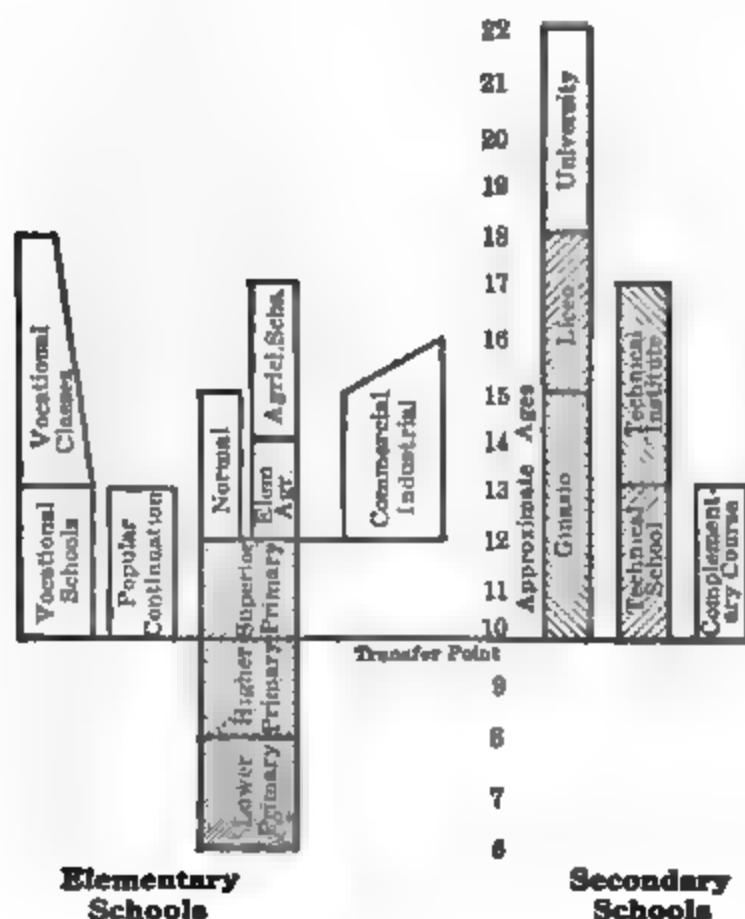 22
21
20
19
18
17
16
15
14
13
12
11
10
9
8
7
6
Approximate Ages
Transfer Point
Vocational
Classes
Vocational
Schools
Popular
Continuation
Normal
Agricl. Schs.
Elem
Agr.
Superior
Primary
Higher
Primary
Lower
Primary
Commercial
Industrial
University
Liceo
Ginasio
Technical
Institute
Technical
School
Complement-
ary Course
Elementary
Schools
Secondary
Schools